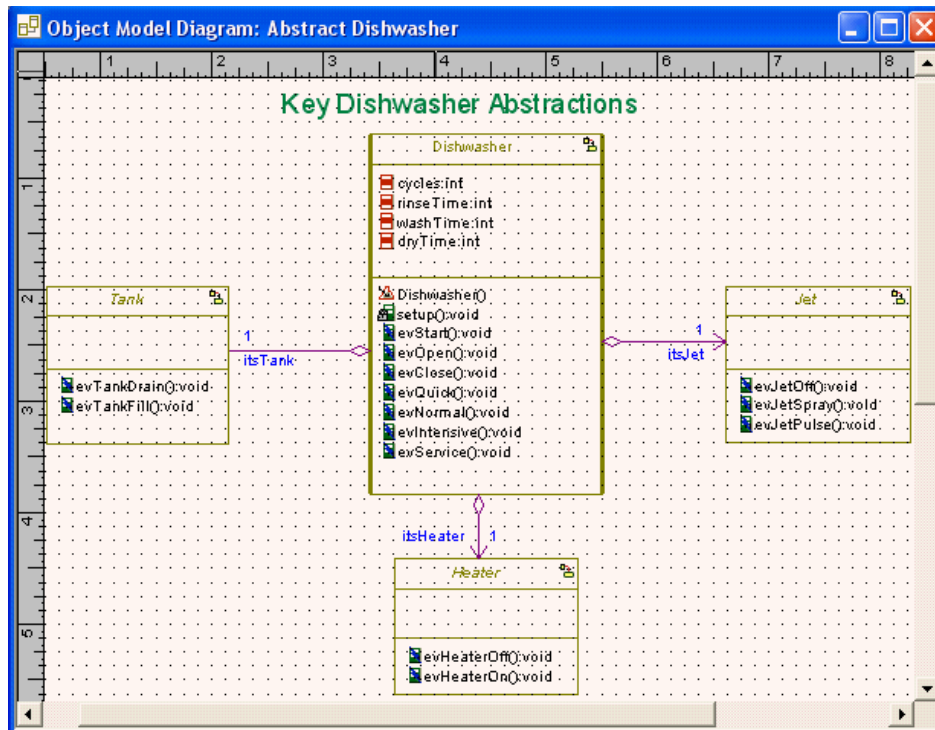 Object Model Diagram: Abstract Dishwasher
1 2 3 4 5 6 7 8
Key Dishwasher Abstractions
Dishwasher
cycles:int
rinseTime:int
washTime:int
dryTime:int
Dishwasher()
setup():void
evStart():void
evOpen():void
evClose():void
evQuick():void
evNormal():void
evIntensive():void
evService():void
Tank
evTankDrain():void
evTankFill():void
1
itsTank
Jet
evJetOff():void
evJetSpray():void
evJetPulse():void
1
itsJet
itsHeater 1
Heater
evHeaterOff():void
evHeaterOn():void
1
2
3
4
5